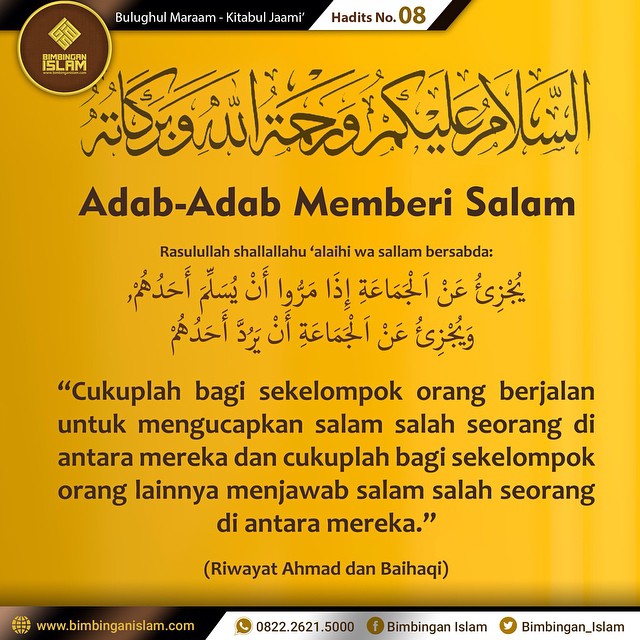 Bulughul Maraam - Kitabul Jaami’
Hadits No. 08
BIMBINGAN
ISLAM
www.bimbinganislam.com
السَّلَامُ عَلَيْكُمْ وَرَحْمَةُ اللهِ وَبَرَكَاتُهُ
Adab-Adab Memberi Salam
Rasulullah shallallahu ‘alaihi wa sallam bersabda:
يُجْزِئُ عَنْ اَلْجَمَاعَةِ إِذَا مَرُّوا أَنْ يُسَلِّمَ أَحَدُهُمْ,
وَيُجْزِئُ عَنْ اَلْجَمَاعَةِ أَنْ يَرُدَّ أَحَدُهُمْ
“Cukuplah bagi sekelompok orang berjalan
untuk mengucapkan salam salah seorang di
antara mereka dan cukuplah bagi sekelompok
orang lainnya menjawab salam salah seorang
di antara mereka.”
(Riwayat Ahmad dan Baihaqi)
www.bimbinganislam.com
0822.2621.5000
Bimbingan Islam
Bimbingan_Islam